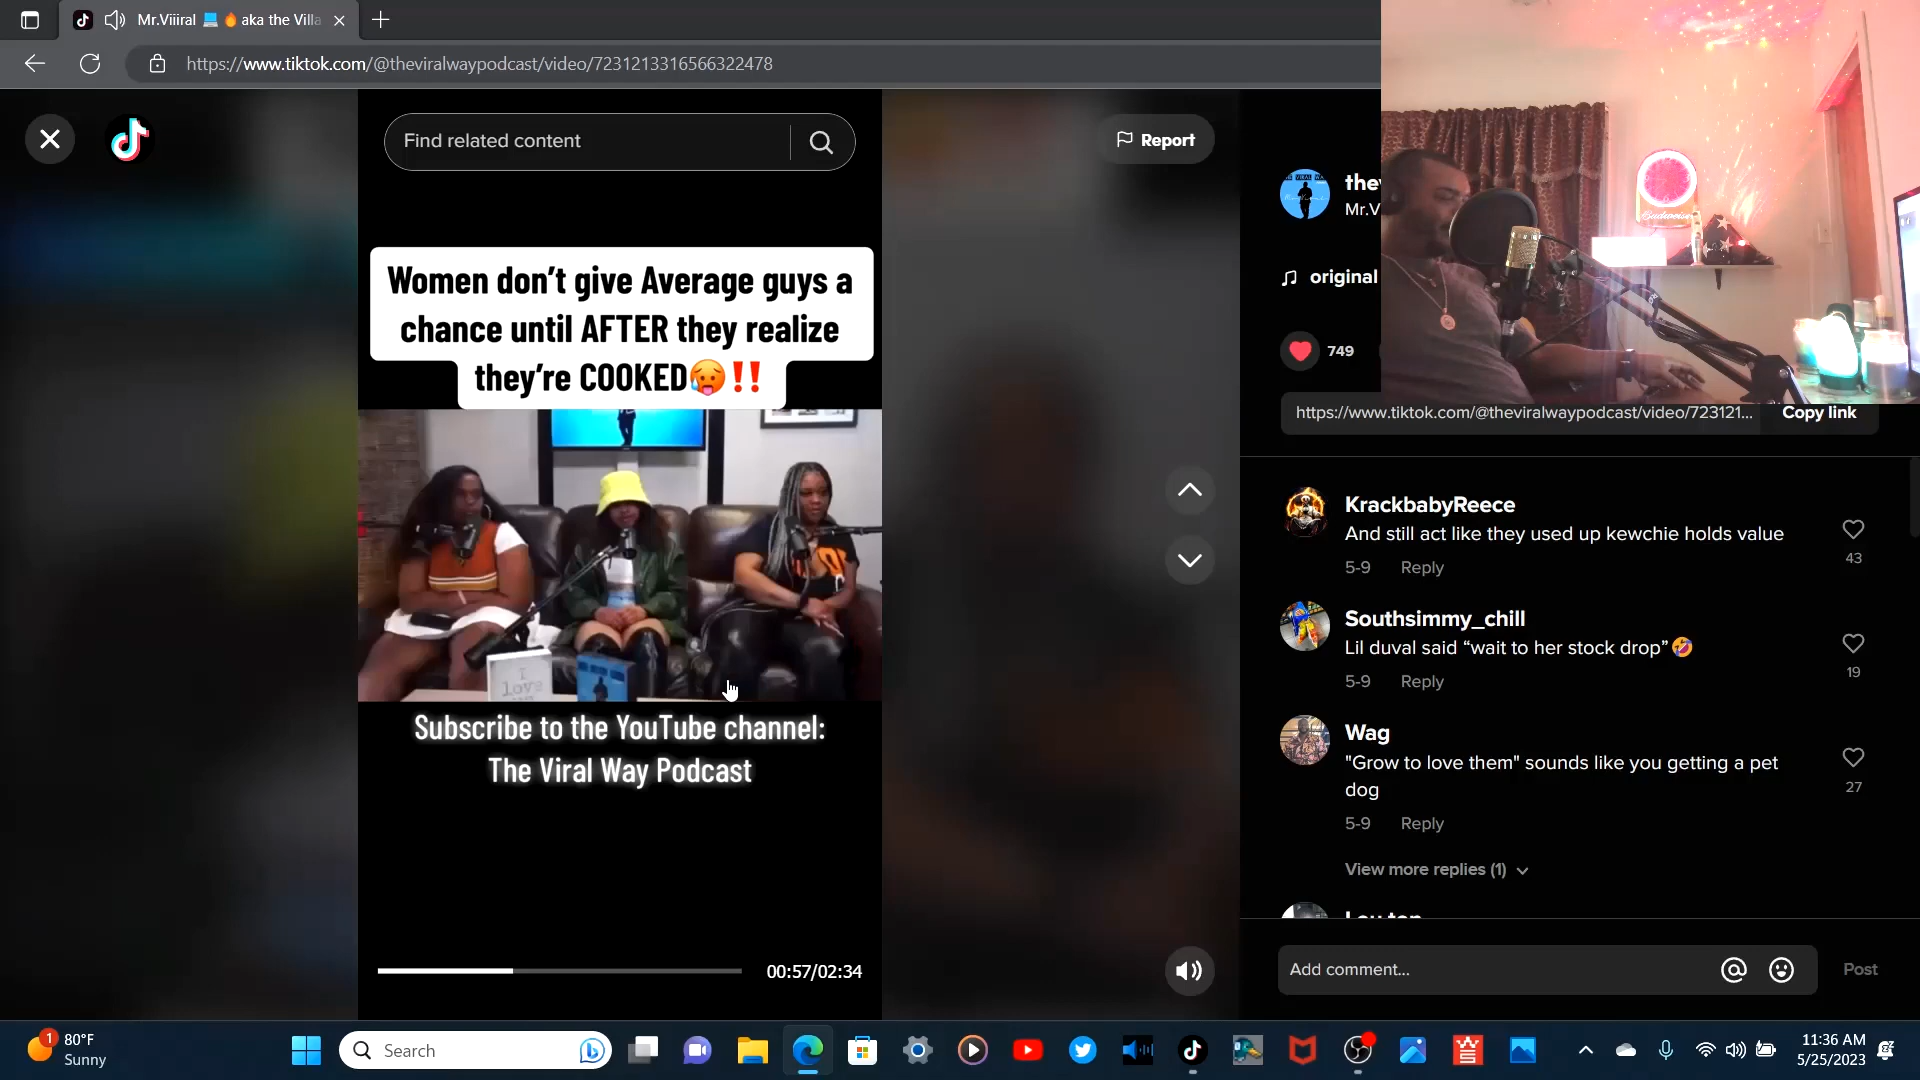 Mr.Viiiral 💻🔥 aka the Villa
https://www.tiktok.com/@theviralwaypodcast/video/7231213316566322478
Find related content
Report
Women don’t give Average guys a
chance until AFTER they realize
they’re COOKED🥵‼️
I
love
Subscribe to the YouTube channel:
The Viral Way Podcast
00:57/02:34
Mr.V
original
749
Budweiser
https://www.tiktok.com/@theviralwaypodcast/video/723121...
Copy link
KrackbabyReece
And still act like they used up kewchie holds value
43
5-9 Reply
Southsimmy_chill
Lil duval said “wait to her stock drop”🤣
19
5-9 Reply
Wag
"Grow to love them" sounds like you getting a pet
dog
27
5-9 Reply
View more replies (1)
Add comment...
Post
1
80°F
Sunny
Search
11:36 AM
5/25/2023